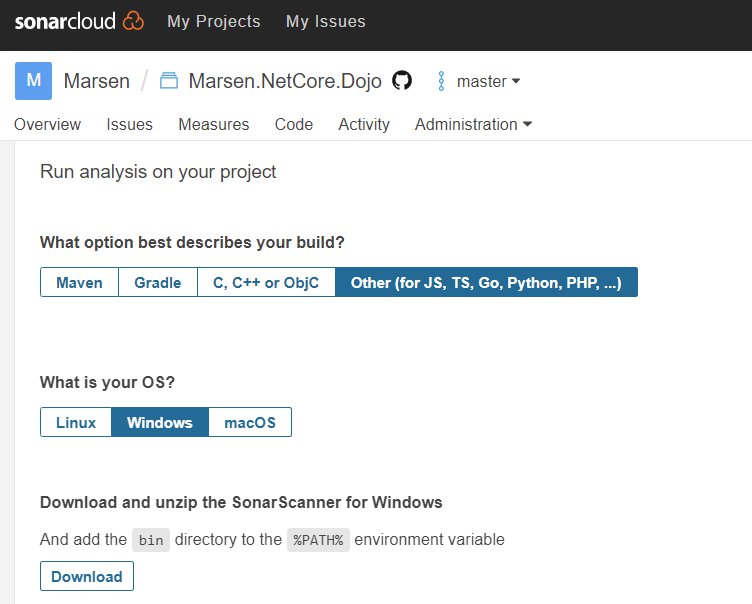 sonarcloud My Projects My Issues
M Marsen / Marsen.NetCore.Dojo master
Overview Issues Measures Code Activity Administration
Run analysis on your project
What option best describes your build?
Maven Gradle C, C++ or ObjC Other (for JS, TS, Go, Python, PHP, ...)
What is your OS?
Linux Windows macOS
Download and unzip the SonarScanner for Windows
And add the bin directory to the %PATH% environment variable
Download